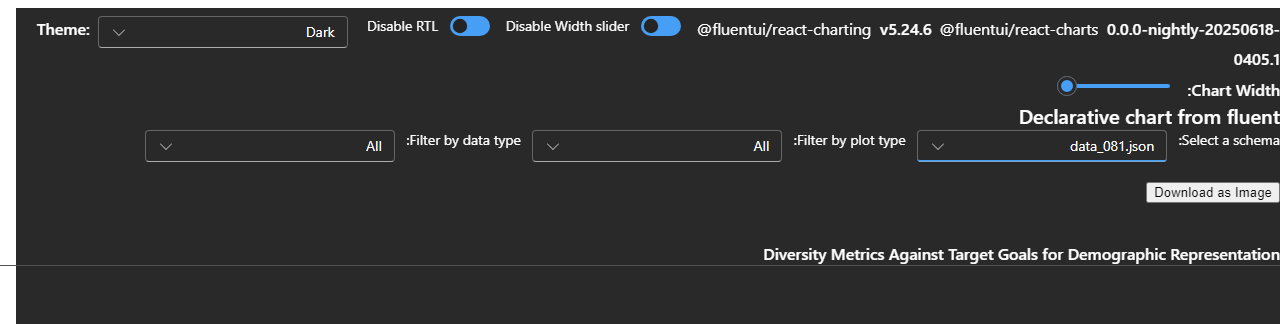 Theme: Dark Disable RTL Disable Width slider @fluentui/react-charting v5.24.6 @fluentui/react-charts 0.0.0-nightly-20250618-
0405.1
:Chart Width
Declarative chart from fluent
:Select a schema data_081.json :Filter by plot type All :Filter by data type All
Download as Image
Diversity Metrics Against Target Goals for Demographic Representation